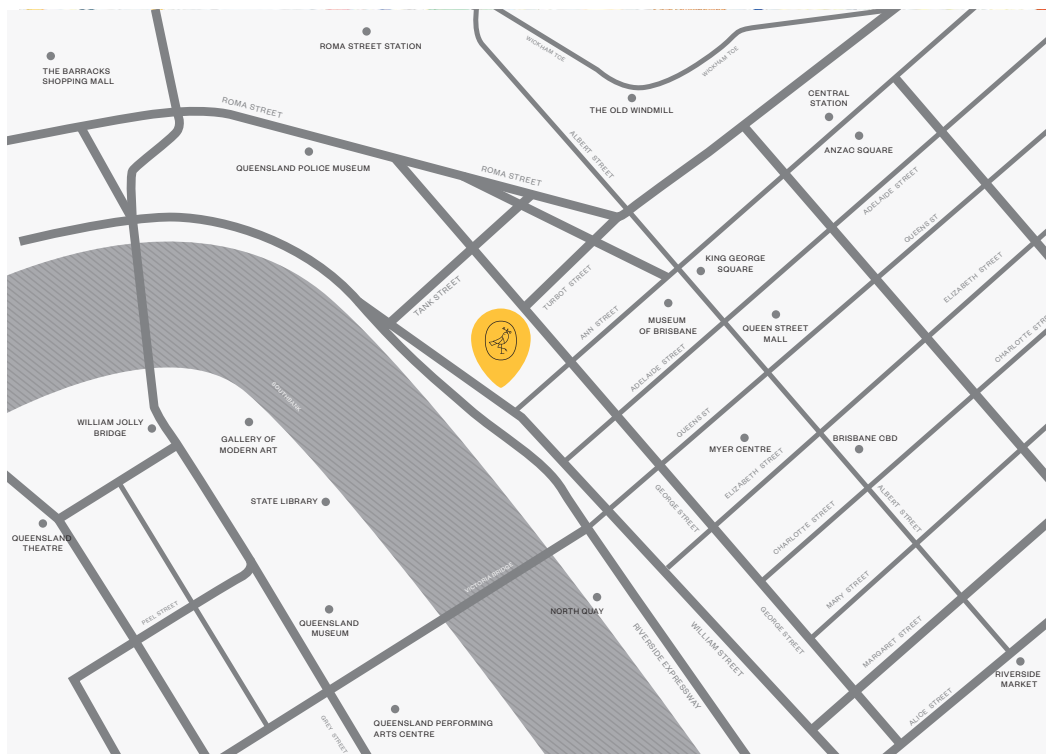 WICKHAM TCE
WICKHAM TCE
ROMA STREET STATION
THE BARRACKS
SHOPPING MALL
CENTRAL
STATION
ROMA STREET
THE OLD WINDMILL
ALBERT STREET
ANZAC SQUARE
QUEENSLAND POLICE MUSEUM
ROMA STREET
ADELAIDE STREET
QUEENS ST
KING GEORGE
SQUARE
ELIZABETH STREET
TANK STREET
TURBOT STREET
ANN STREET
MUSEUM
OF BRISBANE
QUEEN STREET
MALL
CHARLOTTE STRE
ADELAIDE STREET
SOUTHBANK
QUEENS ST
WILLIAM JOLLY
BRIDGE
GALLERY OF
MODERN ART
MYER CENTRE
BRISBANE CBD
ELIZABETH STREET
STATE LIBRARY
GEORGE STREET
ALBERT STREET
CHARLOTTE STREET
QUEENSLAND
THEATRE
VICTORIA BRIDGE
MARY STREET
PEEL STREET
NORTH QUAY
QUEENSLAND
MUSEUM
GEORGE STREET
MARGARET STREET
WILLIAM STREET
RIVERSIDE EXPRESSWAY
RIVERSIDE
MARKET
ALICE STREET
GREY STREET
QUEENSLAND PERFORMING
ARTS CENTRE